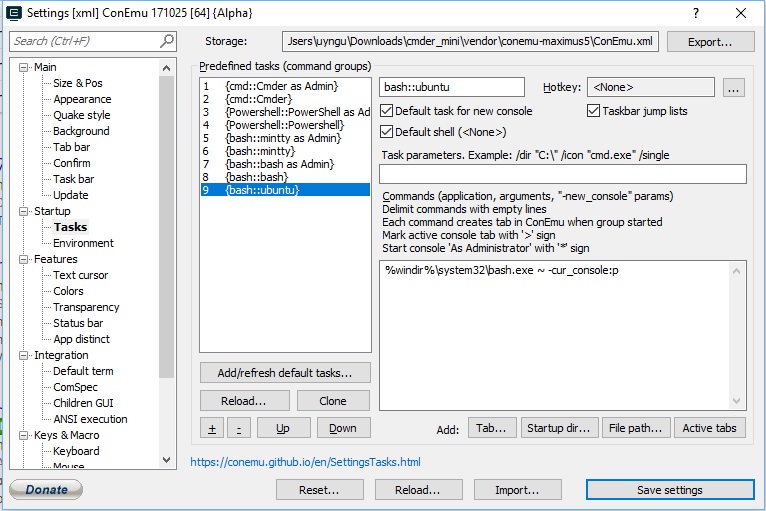 Settings [xml] ConEmu 171025 [64] {Alpha}
?
Search (Ctrl+F)
Storage:
Jsers\uyngu\Downloads\cmder_mini\vendor\conemu-maximus5\ConEmu.xml
Export...
Main
Size & Pos
Appearance
Quake style
Background
Tab bar
Confirm
Task bar
Update
Startup
Tasks
Environment
Features
Text cursor
Colors
Transparency
Status bar
App distinct
Integration
Default term
ComSpec
Children GUI
ANSI execution
Keys & Macro
Keyboard
Mouse
Predefined tasks (command groups)
1 {cmd::Cmder as Admin}
2 {cmd::Cmder}
3 {Powershell::PowerShell as Ad
4 {Powershell::Powershell}
5 {bash::mintty as Admin}
6 {bash::mintty}
7 {bash::bash as Admin}
8 {bash::bash}
9 {bash::ubuntu}
Add/refresh default tasks...
Reload...
Clone
+
-
Up
Down
bash::ubuntu
Hotkey:
<None>
...
Default task for new console
Taskbar jump lists
Default shell (<None>)
Task parameters. Example: /dir "C:\" /icon "cmd.exe" /single
Commands (application, arguments, "-new_console" params)
Delimit commands with empty lines
Each command creates tab in ConEmu when group started
Mark active console tab with '>' sign
Start console 'As Administrator' with '*' sign
%windir%\system32\bash.exe ~ -cur_console:p
Add:
Tab...
Startup dir...
File path...
Active tabs
https://conemu.github.io/en/SettingsTasks.html
Donate
Reset...
Reload...
Import...
Save settings